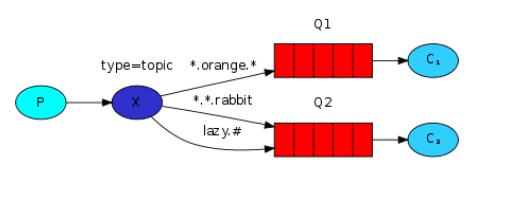 Q1
type=topic *.orange.*
C₁
P
X
*.*.rabbit
Q2
lazy.#
C₂